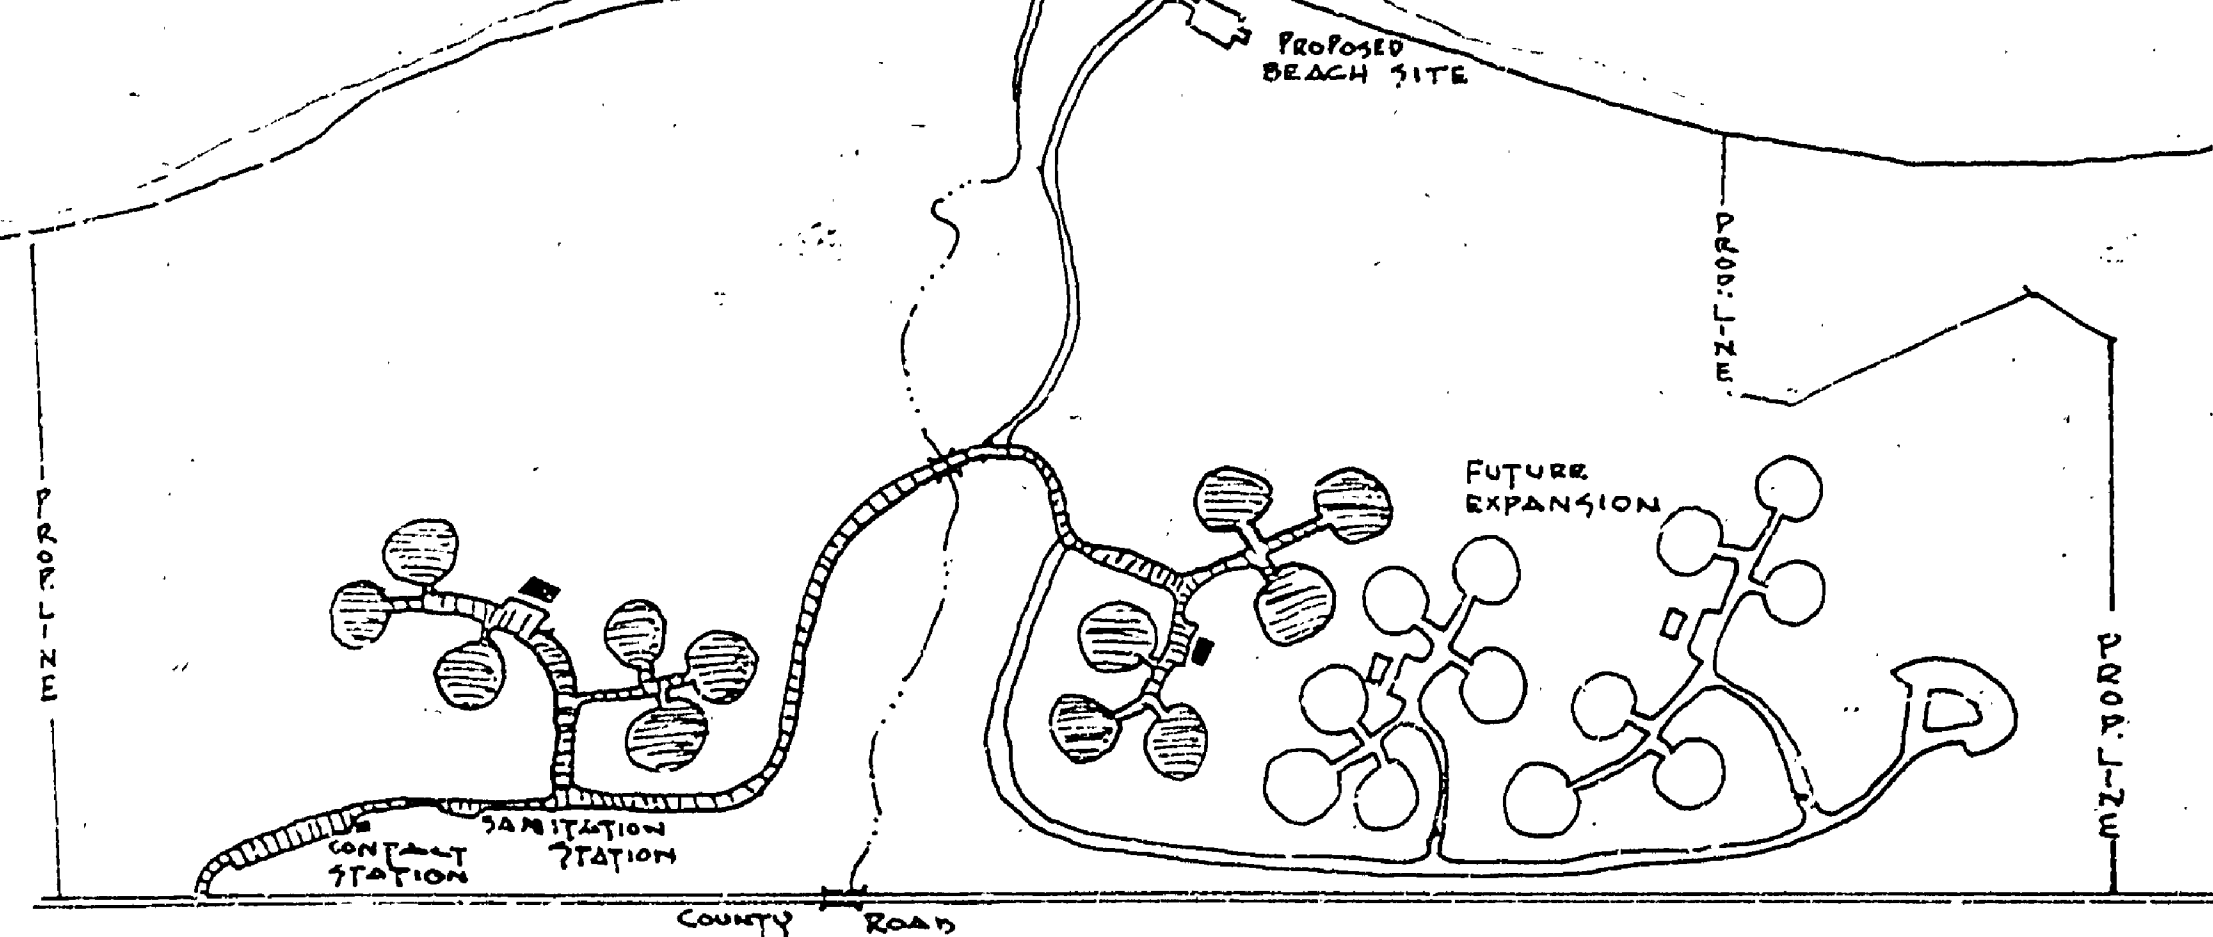 PROPOSED
BEACH SITE
PROP. LINE
PROP. LINE
FUTURE
EXPANSION
PROP. LINE
SANITATION
STATION
CONTACT
STATION
COUNTY ROAD